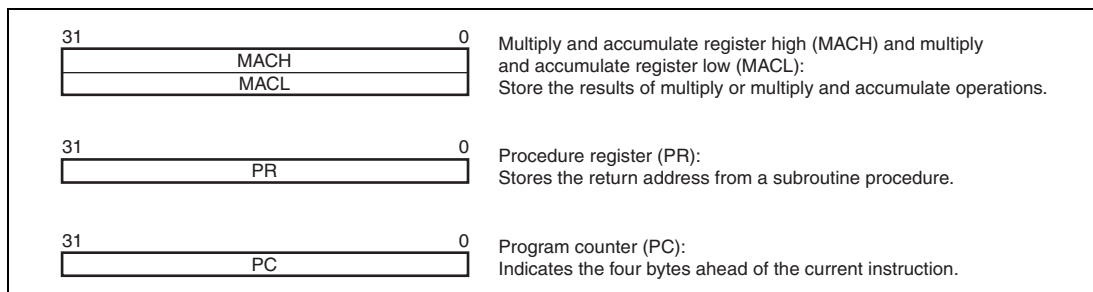 31 0
MACH
MACL
Multiply and accumulate register high (MACH) and multiply
and accumulate register low (MACL):
Store the results of multiply or multiply and accumulate operations.
31 0
PR
Procedure register (PR):
Stores the return address from a subroutine procedure.
31 0
PC
Program counter (PC):
Indicates the four bytes ahead of the current instruction.